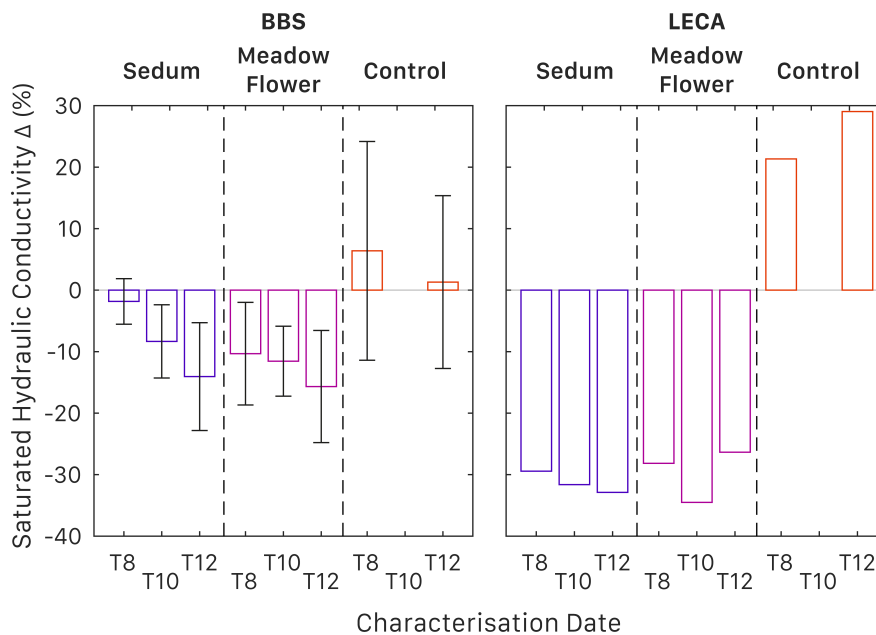 BBS
LECA
Sedum
Meadow
Flower
Control
Sedum
Meadow
Flower
Control
Saturated Hydraulic Conductivity Δ (%)
30
20
10
0
-10
-20
-30
-40
T8
T10
T12
T8
T10
T12
T8
T10
T12
T8
T10
T12
T8
T10
T12
T8
T10
T12
Characterisation Date